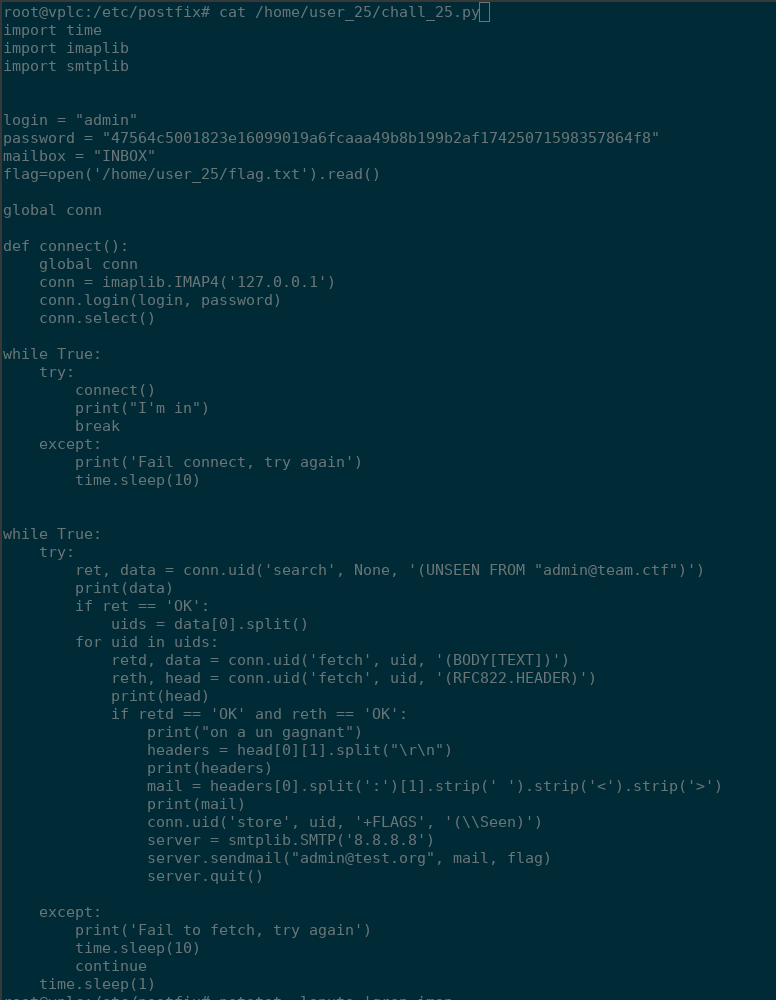 root@vplc:/etc/postfix# cat /home/user_25/chall_25.py
import time
import imaplib
import smtplib
login = "admin"
password = "47564c5001823e16099019a6fcaaa49b8b199b2af17425071598357864f8"
mailbox = "INBOX"
flag=open('/home/user_25/flag.txt').read()
global conn
def connect():
    global conn
    conn = imaplib.IMAP4('127.0.0.1')
    conn.login(login, password)
    conn.select()
while True:
    try:
        connect()
        print("I'm in")
        break
    except:
        print('Fail connect, try again')
        time.sleep(10)
while True:
    try:
        ret, data = conn.uid('search', None, '(UNSEEN FROM "admin@team.ctf")')
        print(data)
        if ret == 'OK':
            uids = data[0].split()
        for uid in uids:
            retd, data = conn.uid('fetch', uid, '(BODY[TEXT])')
            reth, head = conn.uid('fetch', uid, '(RFC822.HEADER)')
            print(head)
            if retd == 'OK' and reth == 'OK':
                print("on a un gagnant")
                headers = head[0][1].split("\r\n")
                print(headers)
                mail = headers[0].split(':')[1].strip(' ').strip('<').strip('>')
                print(mail)
                conn.uid('store', uid, '+FLAGS', '(\\Seen)')
                server = smtplib.SMTP('8.8.8.8')
                server.sendmail("admin@test.org", mail, flag)
                server.quit()
    except:
        print('Fail to fetch, try again')
        time.sleep(10)
        continue
    time.sleep(1)
root@vplc:/etc/postfix#